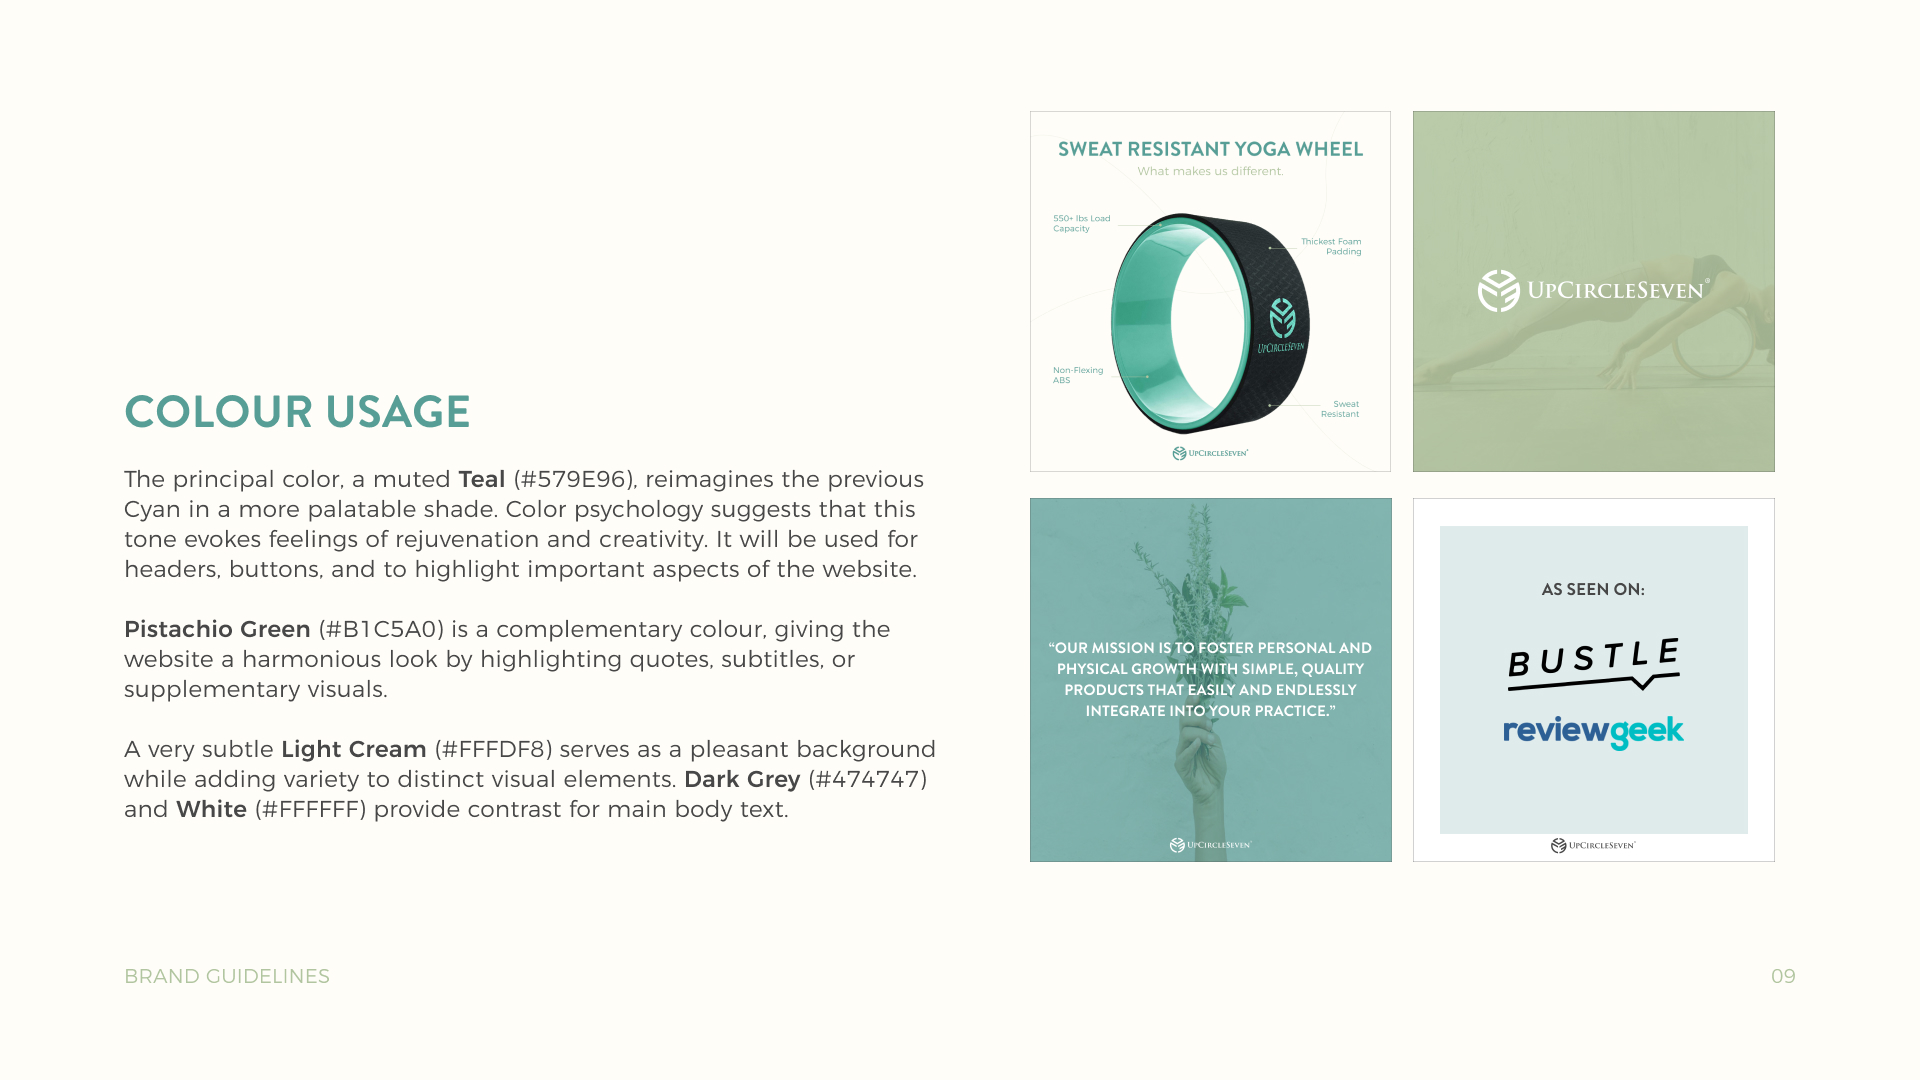 COLOUR USAGE
The principal color, a muted Teal (#579E96), reimagines the previous
Cyan in a more palatable shade. Color psychology suggests that this
tone evokes feelings of rejuvenation and creativity. It will be used for
headers, buttons, and to highlight important aspects of the website.
Pistachio Green (#B1C5A0) is a complementary colour, giving the
website a harmonious look by highlighting quotes, subtitles, or
supplementary visuals.
A very subtle Light Cream (#FFFDF8) serves as a pleasant background
while adding variety to distinct visual elements. Dark Grey (#474747)
and White (#FFFFFF) provide contrast for main body text.
SWEAT RESISTANT YOGA WHEEL
What makes us different.
550+ lbs Load
Capacity
Thickest Foam
Padding
UPCIRCLESEVEN
Non-Flexing
ABS
Sweat
Resistant
UPCIRCLESEVEN®
UPCIRCLESEVEN®
“OUR MISSION IS TO FOSTER PERSONAL AND
PHYSICAL GROWTH WITH SIMPLE, QUALITY
PRODUCTS THAT EASILY AND ENDLESSLY
INTEGRATE INTO YOUR PRACTICE.”
UPCIRCLESEVEN®
AS SEEN ON:
BUSTLE
reviewgeek
UPCIRCLESEVEN®
BRAND GUIDELINES
09